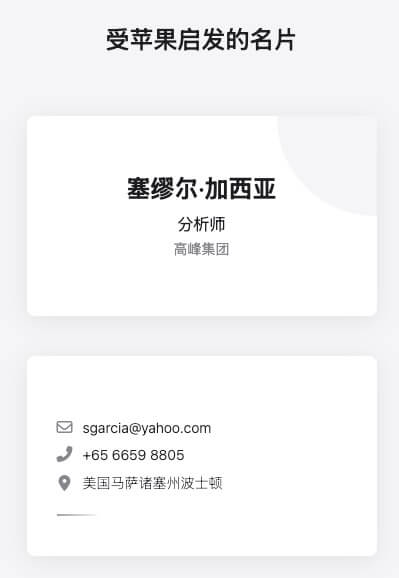 受苹果启发的名片
塞缪尔·加西亚
分析师
高峰集团
sgarcia@yahoo.com
+65 6659 8805
美国马萨诸塞州波士顿